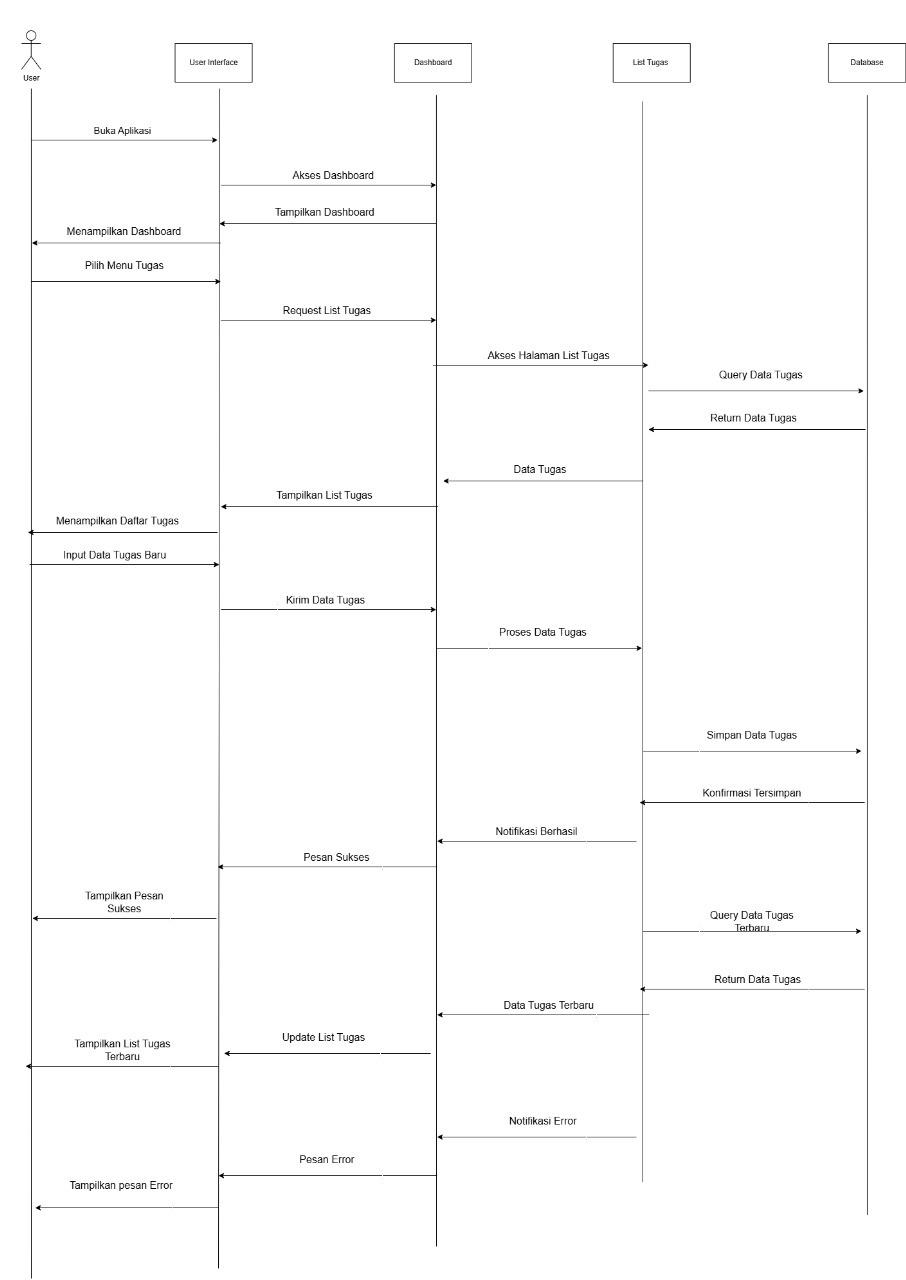 User
User Interface
Dashboard
List Tugas
Database
Buka Aplikasi
Akses Dashboard
Tampilkan Dashboard
Menampilkan Dashboard
Pilih Menu Tugas
Request List Tugas
Akses Halaman List Tugas
Query Data Tugas
Return Data Tugas
Data Tugas
Tampilkan List Tugas
Menampilkan Daftar Tugas
Input Data Tugas Baru
Kirim Data Tugas
Proses Data Tugas
Simpan Data Tugas
Konfirmasi Tersimpan
Notifikasi Berhasil
Pesan Sukses
Tampilkan Pesan
Sukses
Query Data Tugas
Terbaru
Return Data Tugas
Data Tugas Terbaru
Update List Tugas
Tampilkan List Tugas
Terbaru
Notifikasi Error
Pesan Error
Tampilkan pesan Error